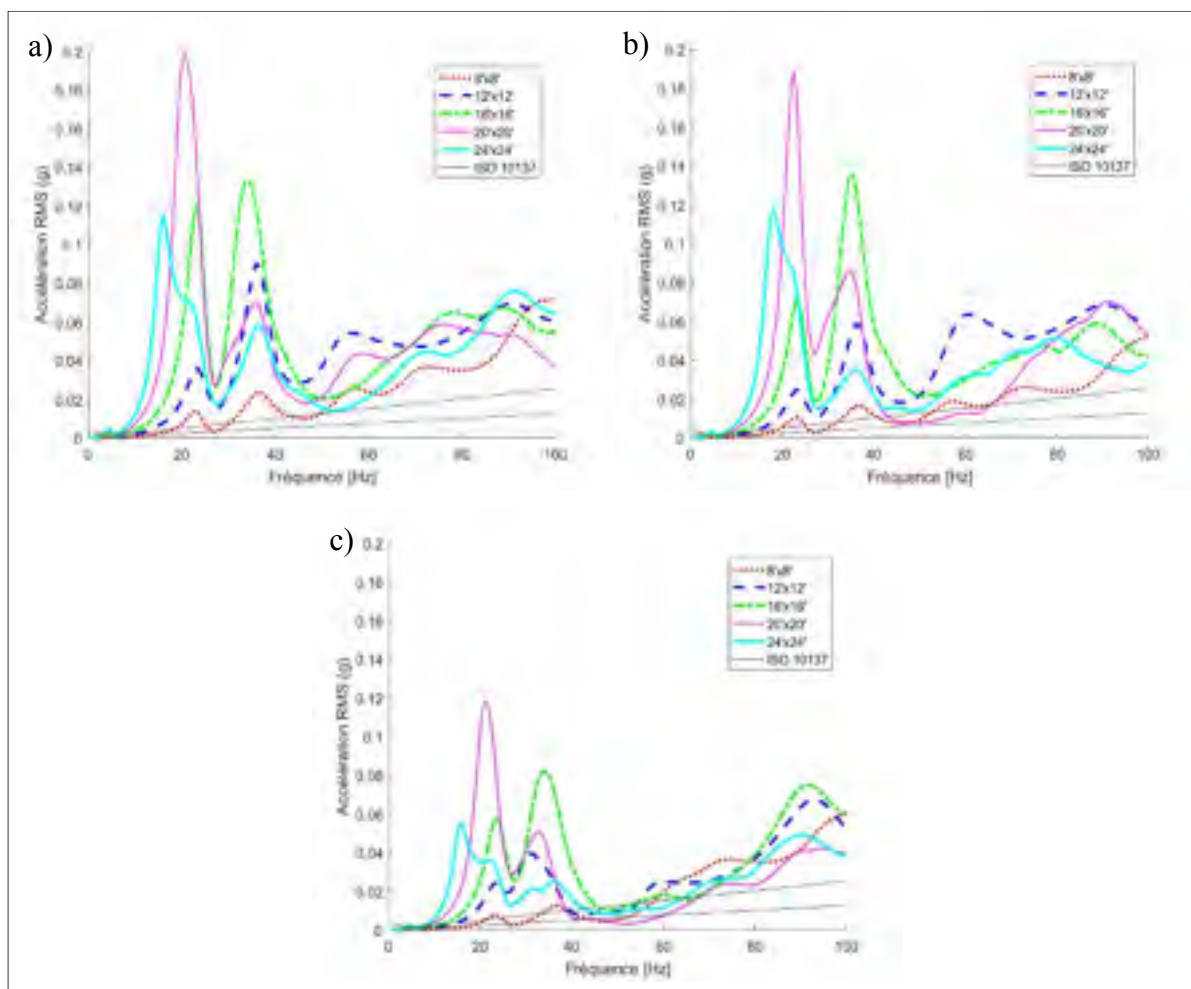 a)
0.2
0.18
0.16
0.14
0.12
0.1
0.08
0.06
0.04
0.02
0
0 20 40 60 80 100
Accélération RMS (g)
Fréquence [Hz]
8'x8'
12'x12'
16'x16'
20'x20'
24'x24'
ISO 10137
b)
0.2
0.18
0.16
0.14
0.12
0.1
0.08
0.06
0.04
0.02
0
0 20 40 60 80 100
Accélération RMS (g)
Fréquence [Hz]
8'x8'
12'x12'
16'x16'
20'x20'
24'x24'
ISO 10137
c)
0.2
0.18
0.16
0.14
0.12
0.1
0.08
0.06
0.04
0.02
0
0 20 40 60 80 100
Accélération RMS (g)
Fréquence [Hz]
8'x8'
12'x12'
16'x16'
20'x20'
24'x24'
ISO 10137